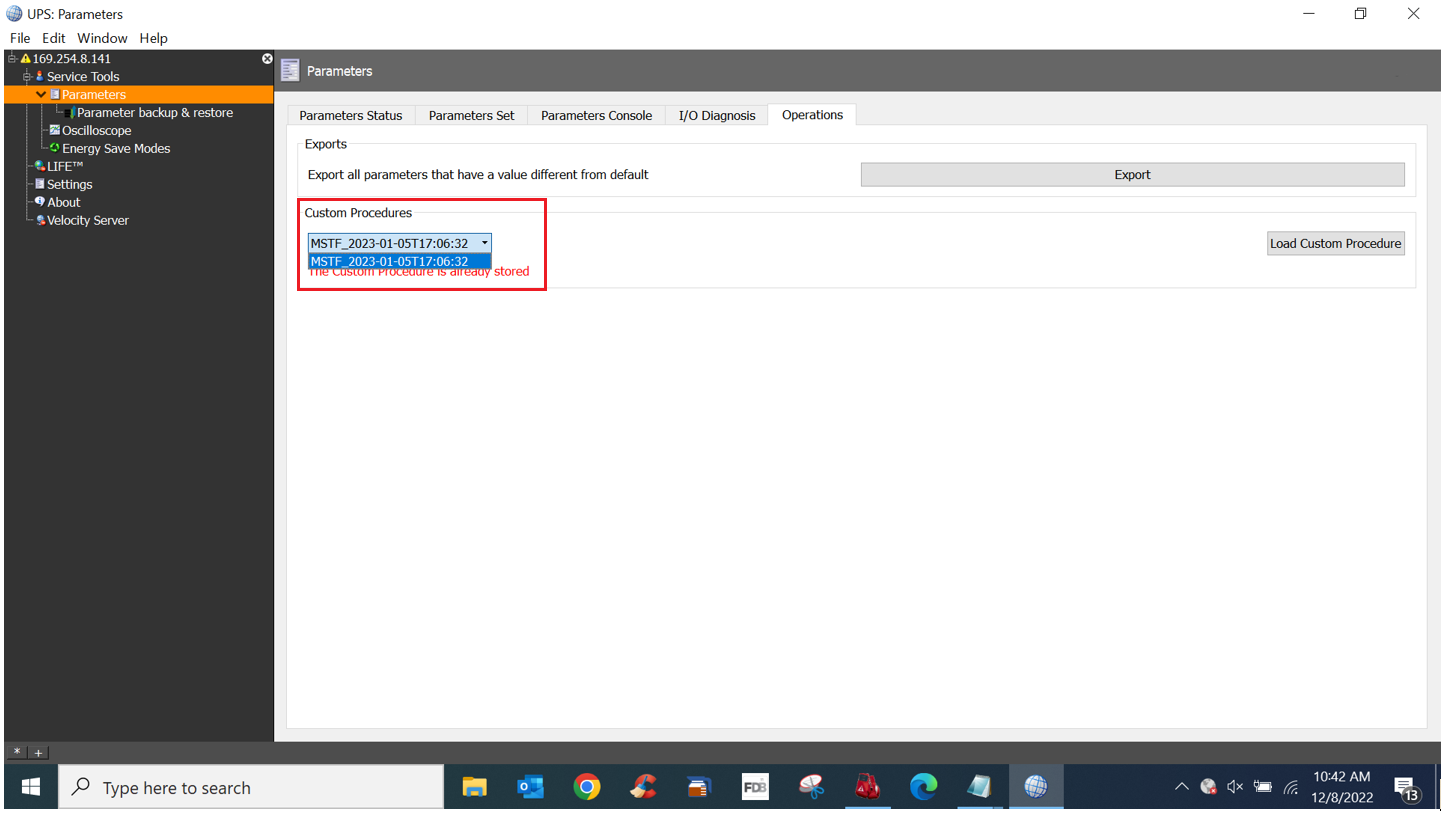 UPS: Parameters
File Edit Window Help
169.254.8.141
Service Tools
Parameters
Parameter backup & restore
Oscilloscope
Energy Save Modes
LIFE™
Settings
About
Velocity Server
Parameters
Parameters Status Parameters Set Parameters Console I/O Diagnosis Operations
Exports
Export all parameters that have a value different from default Export
Custom Procedures
MSTF_2023-01-05T17:06:32 Load Custom Procedure
MSTF_2023-01-05T17:06:32
The Custom Procedure is already stored
* +
Type here to search
FDB
10:42 AM
12/8/2022
13